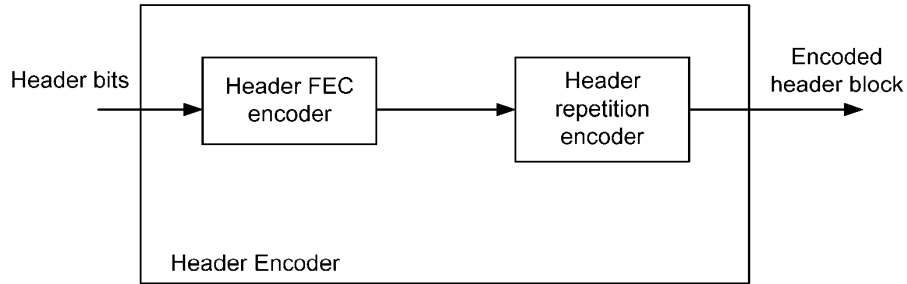 Header bits
Header FEC
encoder
Header
repetition
encoder
Encoded
header block
Header Encoder